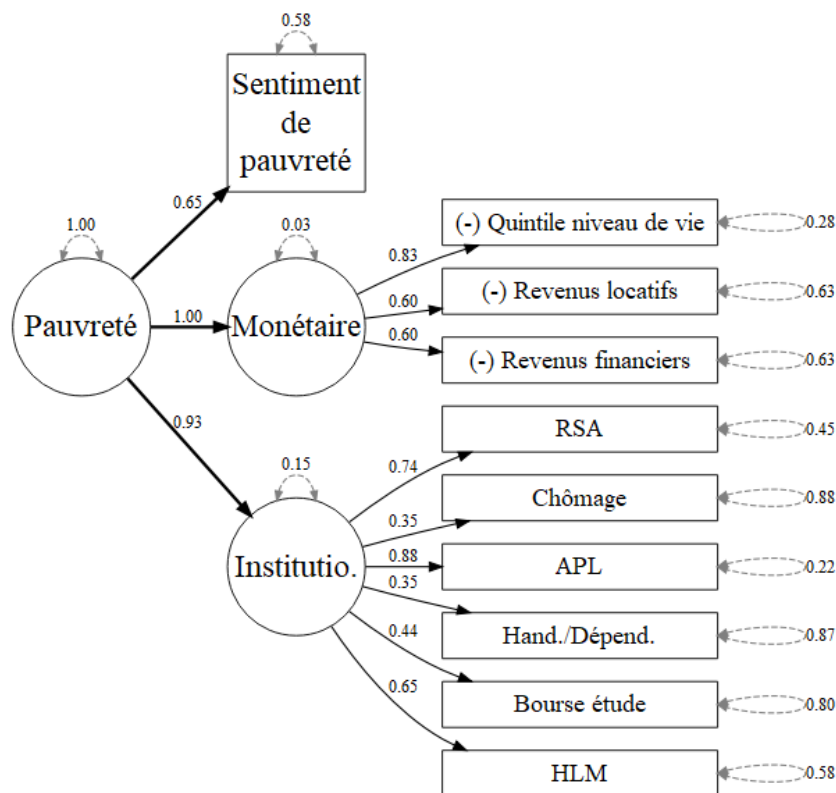 0.58
Sentiment
de
pauvreté
0.65
1.00
0.03
0.83
(-) Quintile niveau de vie
0.28
Pauvreté
1.00
Monétaire
0.60
(-) Revenus locatifs
0.63
0.60
(-) Revenus financiers
0.63
0.93
RSA
0.45
0.15
0.74
Chômage
0.88
0.35
Institutio.
0.88
APL
0.22
0.35
Hand./Dépend.
0.87
0.44
Bourse étude
0.80
0.65
HLM
0.58